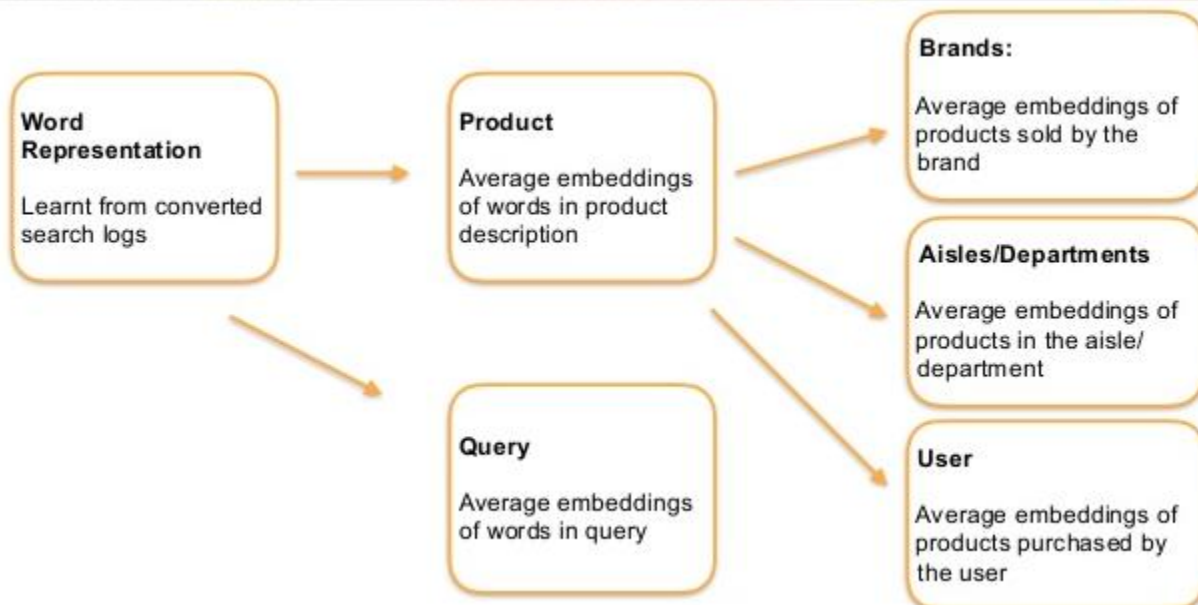 Word
Representation
Learnt from converted
search logs
Product
Average embeddings
of words in product
description
Query
Average embeddings
of words in query
Brands:
Average embeddings of
products sold by the
brand
Aisles/Departments
Average embeddings of
products in the aisle/
department
User
Average embeddings of
products purchased by
the user